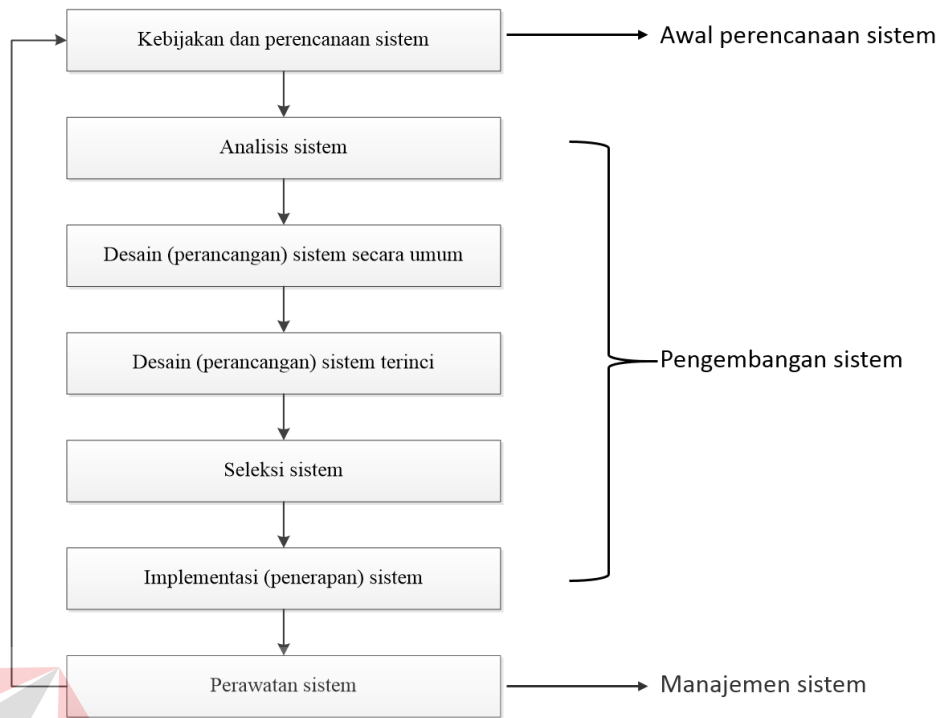 Kebijakan dan perencanaan sistem
Awal perencanaan sistem
Analisis sistem
Desain (perancangan) sistem secara umum
Desain (perancangan) sistem terinci
Pengembangan sistem
Seleksi sistem
Implementasi (penerapan) sistem
Perawatan sistem
Manajemen sistem